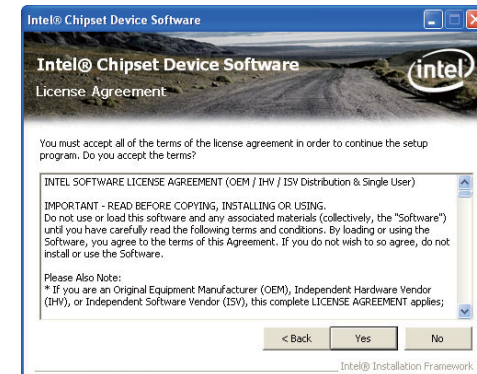 Intel® Chipset Device Software
Intel® Chipset Device Software
License Agreement
intel
You must accept all of the terms of the license agreement in order to continue the setup
program. Do you accept the terms?
INTEL SOFTWARE LICENSE AGREEMENT (OEM / IHV / ISV Distribution & Single User)
IMPORTANT - READ BEFORE COPYING, INSTALLING OR USING.
Do not use or load this software and any associated materials (collectively, the "Software")
until you have carefully read the following terms and conditions. By loading or using the
Software, you agree to the terms of this Agreement. If you do not wish to so agree, do not
install or use the Software.
Please Also Note:
* If you are an Original Equipment Manufacturer (OEM), Independent Hardware Vendor
(IHV), or Independent Software Vendor (ISV), this complete LICENSE AGREEMENT applies;
< Back Yes No
Intel® Installation Framework